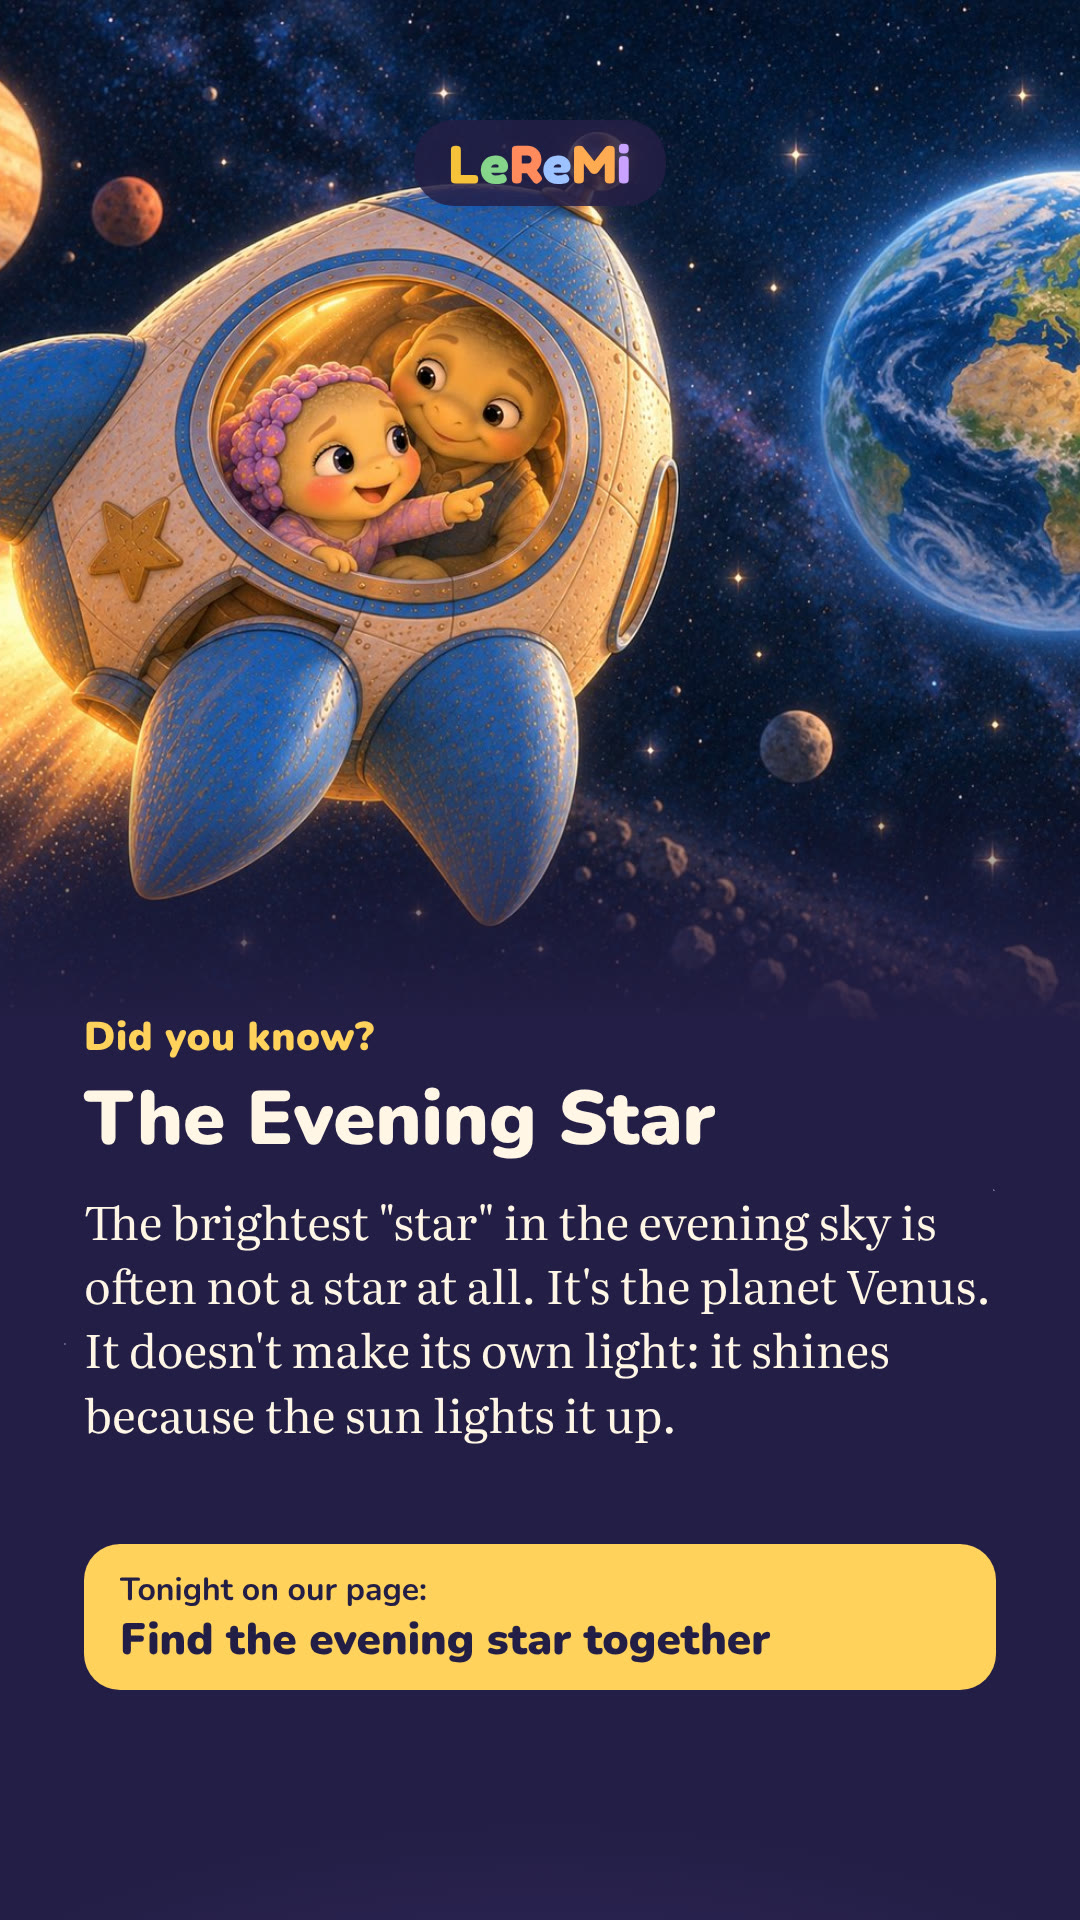 LeReMi
Did you know?
The Evening Star
The brightest "star" in the evening sky is
often not a star at all. It's the planet Venus.
It doesn't make its own light: it shines
because the sun lights it up.
Tonight on our page:
Find the evening star together